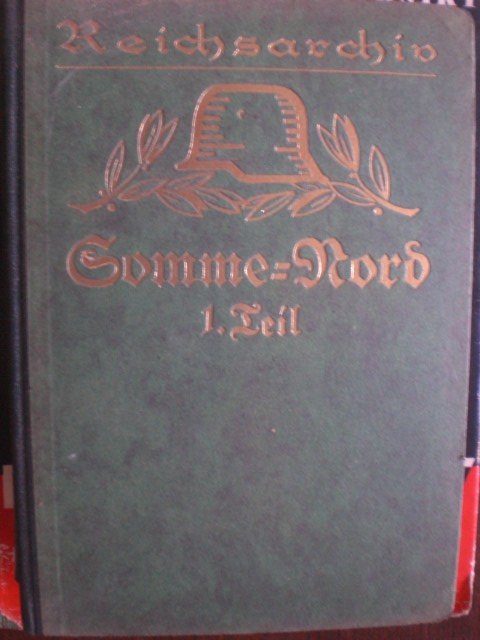 Reichsarchiv
Somme=Nord
1. Teil